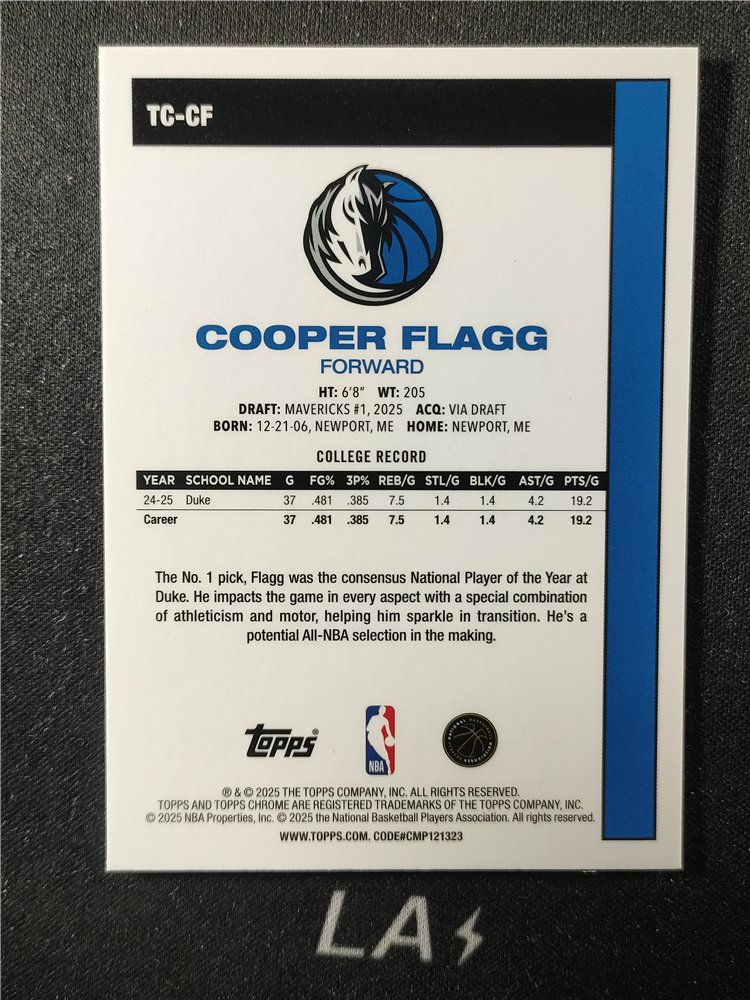 TC-CF
COOPER FLAGG
FORWARD
HT: 6'8" WT: 205
DRAFT: MAVERICKS #1, 2025 ACQ: VIA DRAFT
BORN: 12-21-06, NEWPORT, ME HOME: NEWPORT, ME
COLLEGE RECORD
YEAR SCHOOL NAME G FG% 3P% REB/G STL/G BLK/G AST/G PTS/G
24-25 Duke 37 .481 .385 7.5 1.4 1.4 4.2 19.2
Career 37 .481 .385 7.5 1.4 1.4 4.2 19.2
The No. 1 pick, Flagg was the consensus National Player of the Year at
Duke. He impacts the game in every aspect with a special combination
of athleticism and motor, helping him sparkle in transition. He's a
potential All-NBA selection in the making.
Topps®
NBA
NATIONAL BASKETBALL PLAYERS ASSOCIATION
® & © 2025 THE TOPPS COMPANY, INC. ALL RIGHTS RESERVED.
TOPPS AND TOPPS CHROME ARE REGISTERED TRADEMARKS OF THE TOPPS COMPANY, INC.
© 2025 NBA Properties, Inc. © 2025 the National Basketball Players Association. All rights reserved.
WWW.TOPPS.COM. CODE#CMP121323
LA